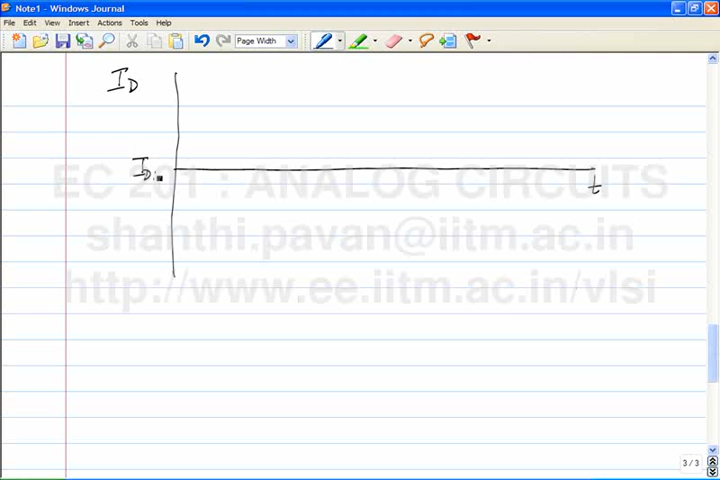 Note1 - Windows Journal
File Edit View Insert Actions Tools Help
Page Width
I_D
I_D
t
EC 201 : ANALOG CIRCUITS
shanthi.pavan@iitm.ac.in
http://www.ee.iitm.ac.in/vlsi
3 / 3